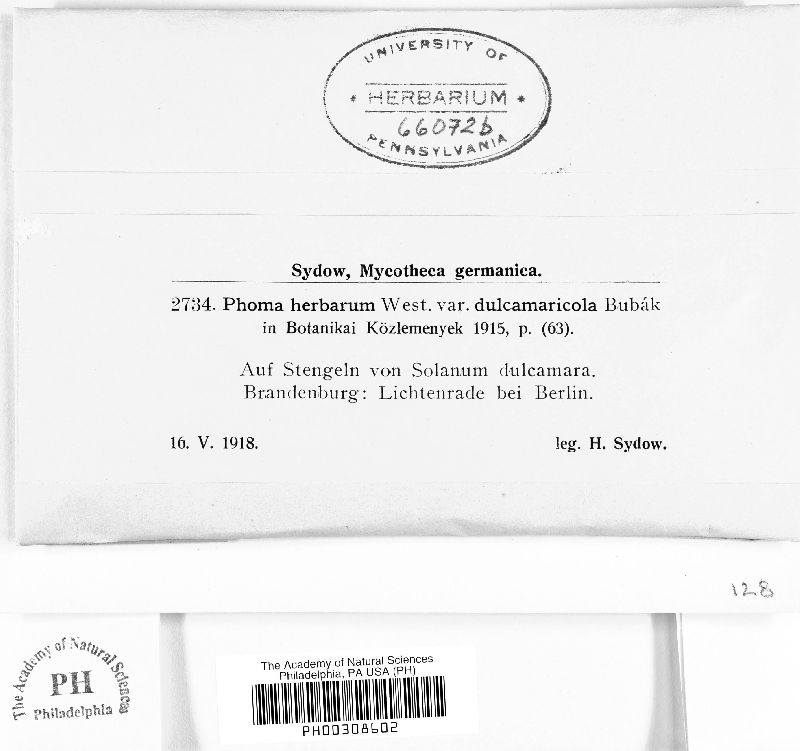 UNIVERSITY OF
* HERBARIUM *
66072b
PENNSYLVANIA
Sydow, Mycotheca germanica.
2734. Phoma herbarum West. var. dulcamaricola Bubák
in Botanikai Közlemenyek 1915, p. (63).
Auf Stengeln von Solanum dulcamara.
Brandenburg: Lichtenrade bei Berlin.
16. V. 1918. leg. H. Sydow.
128
The Academy of Natural Sciences
PH
Philadelphia
The Academy of Natural Sciences
Philadelphia, PA USA (PH)
PH00308602